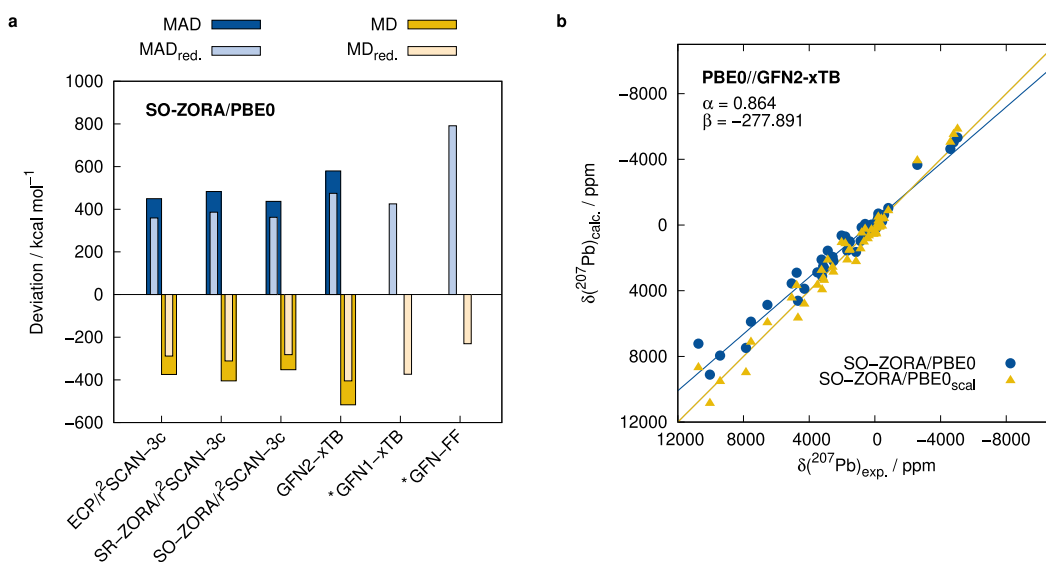 a
MAD
MD
MAD_red.
MD_red.
1000
800
600
400
200
0
−200
−400
−600
Deviation / kcal mol⁻¹
SO-ZORA/PBE0
ECP/r²SCAN−3c
SR−ZORA/r²SCAN−3c
SO−ZORA/r²SCAN−3c
GFN2−xTB
*GFN1−xTB
*GFN−FF
b
PBE0//GFN2-xTB
α = 0.864
β = −277.891
−8000
−4000
0
4000
8000
12000
δ(²⁰⁷Pb)calc. / ppm
SO−ZORA/PBE0
SO−ZORA/PBE0scal
12000 8000 4000 0 −4000 −8000
δ(²⁰⁷Pb)exp. / ppm